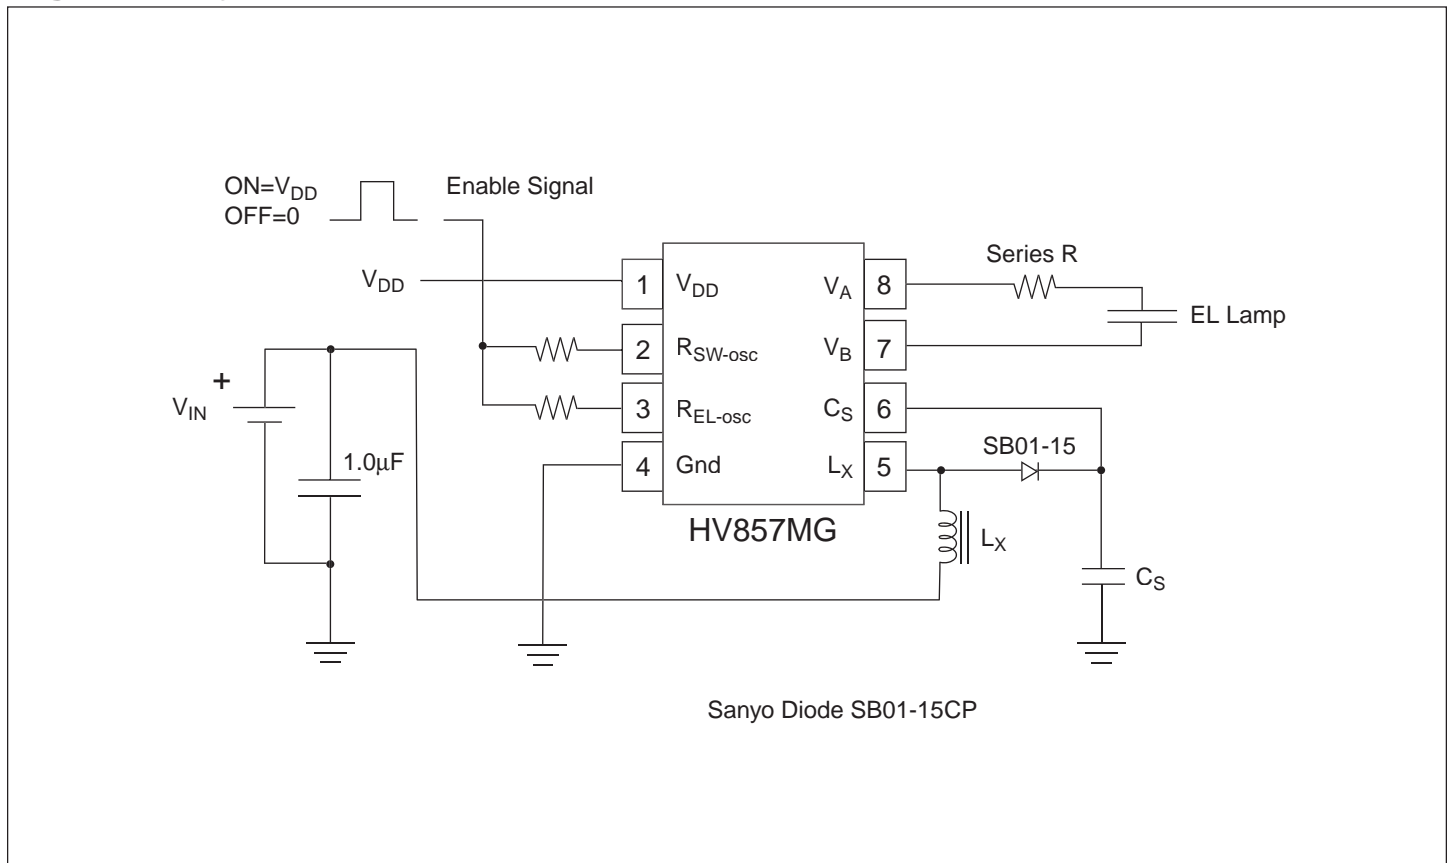 ON=VDD
OFF=0
Enable Signal
VDD
1
VDD
2
RSW-osc
3
REL-osc
4
Gnd
VA
8
VB
7
CS
6
LX
5
HV857MG
Series R
EL Lamp
SB01-15
LX
CS
+
VIN
1.0µF
Sanyo Diode SB01-15CP